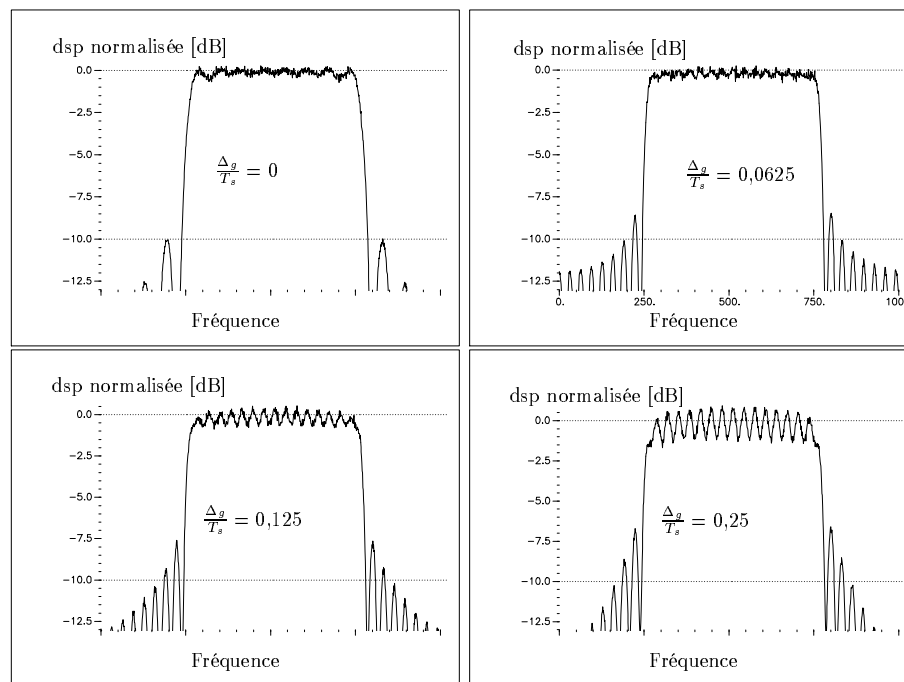 dsp normalisée [dB]
0.0
−2.5
−5.0
−7.5
−10.0
−12.5
Δg/Ts = 0
Fréquence
dsp normalisée [dB]
0.0
−2.5
−5.0
−7.5
−10.0
−12.5
Δg/Ts = 0,0625
0. 250. 500. 750. 1000
Fréquence
dsp normalisée [dB]
0.0
−2.5
−5.0
−7.5
−10.0
−12.5
Δg/Ts = 0,125
Fréquence
dsp normalisée [dB]
0.0
−2.5
−5.0
−7.5
−10.0
−12.5
Δg/Ts = 0,25
Fréquence